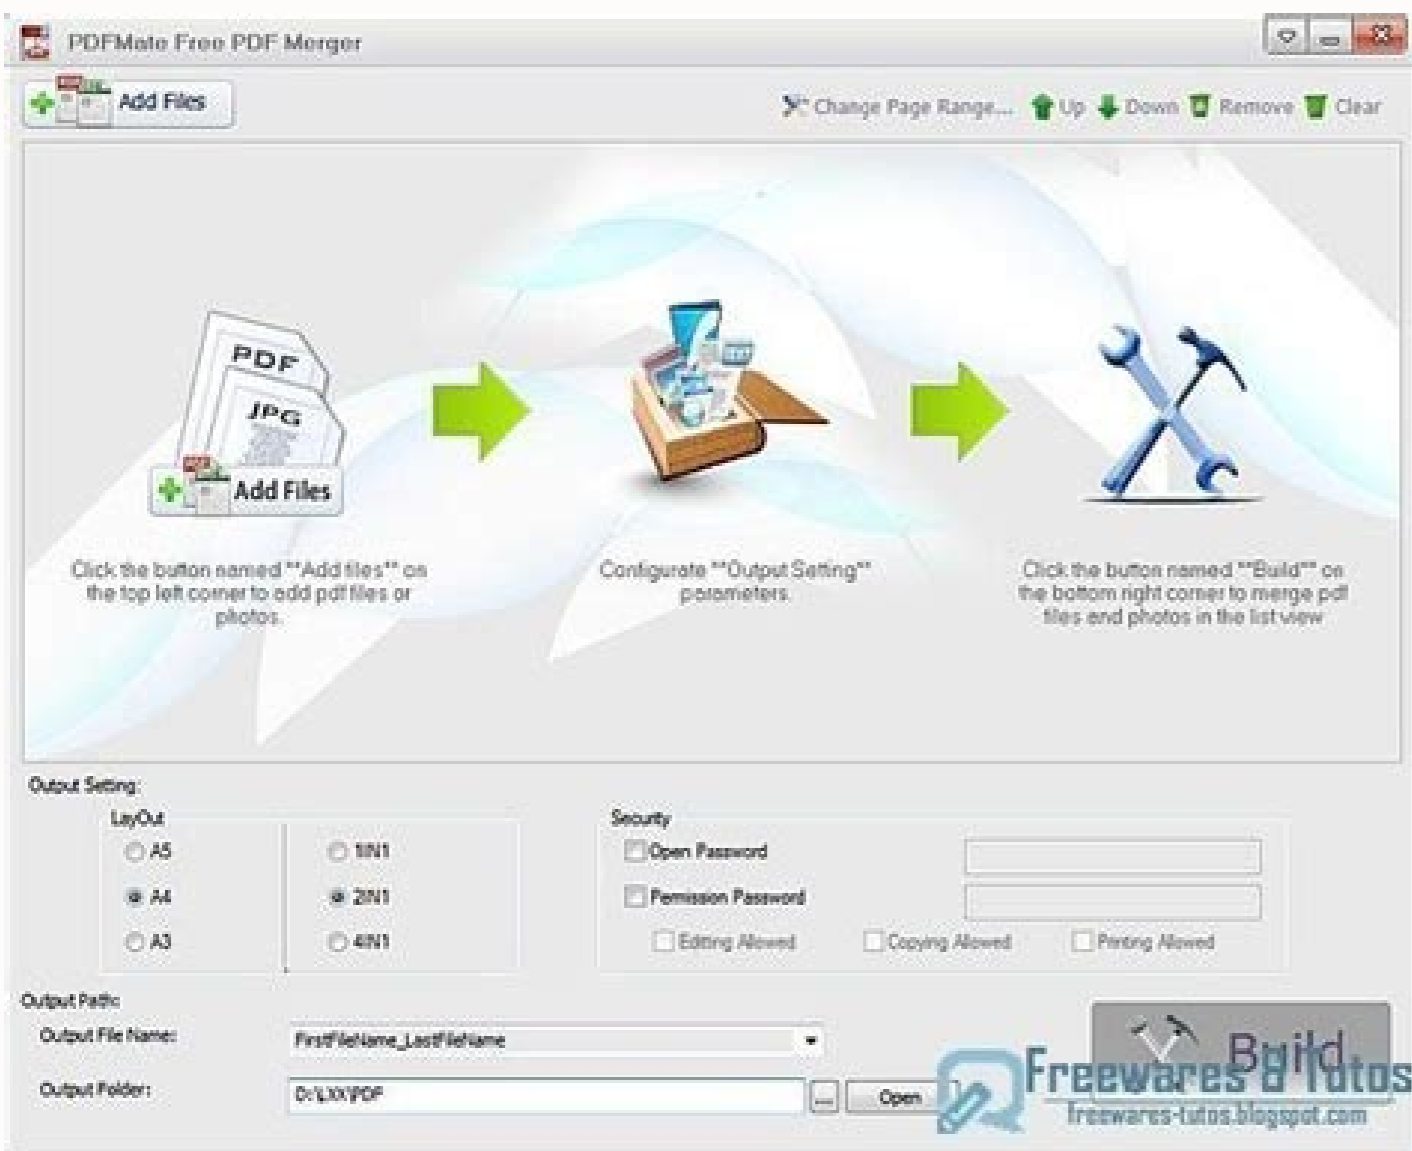 PDFMate Free PDF Merger
Add Files
Change Page Range... Up Down Remove Clear
PDF
JPG
Add Files
Click the button named "Add files" on
the top left corner to add pdf files or
photos.
Configurate "Output Setting"
parameters.
Click the button named "Build" on
the bottom right corner to merge pdf
files and photos in the list view
Output Setting:
LayOut
A5
1IN1
A4
2IN1
A3
4IN1
Security
Open Password
Permission Password
Editing Allowed
Copying Allowed
Printing Allowed
Output Path:
Output File Name:
FirstFileName_LastFileName
Output Folder:
D:\LXX\PDF
...
Open
Build
Freewares & Tutos
freewares-tutos.blogspot.com